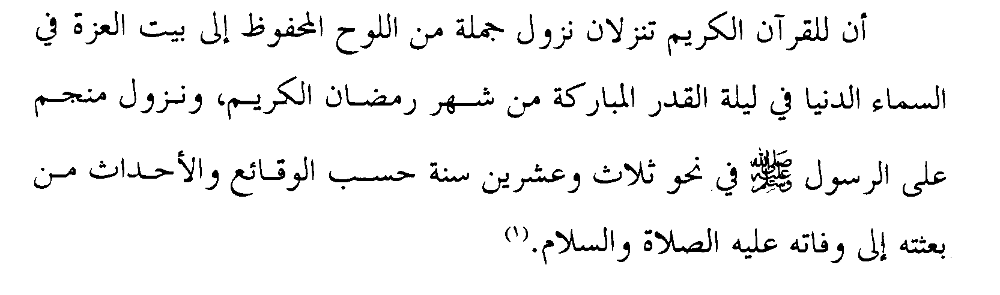 أن للقرآن الكريم تنزلان نزول جملة من اللوح المحفوظ إلى بيت العزة في
السماء الدنيا في ليلة القدر المباركة من شهر رمضان الكريم، ونزول منجم
على الرسول ﷺ في نحو ثلاث وعشرين سنة حسب الوقائع والأحداث من
بعثته إلى وفاته عليه الصلاة والسلام.(١)